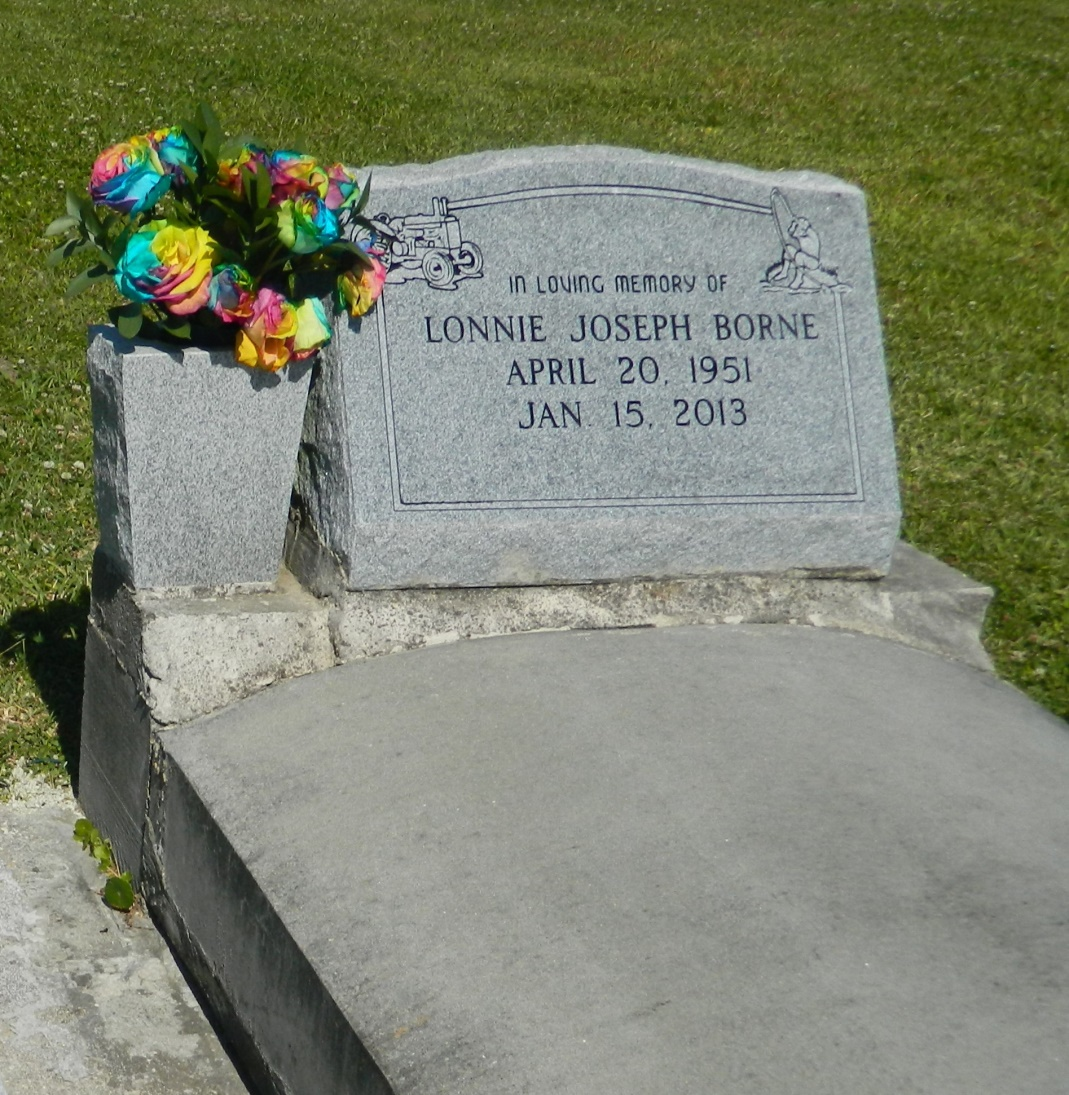 IN LOVING MEMORY OF
LONNIE JOSEPH BORNE
APRIL 20, 1951
JAN. 15, 2013